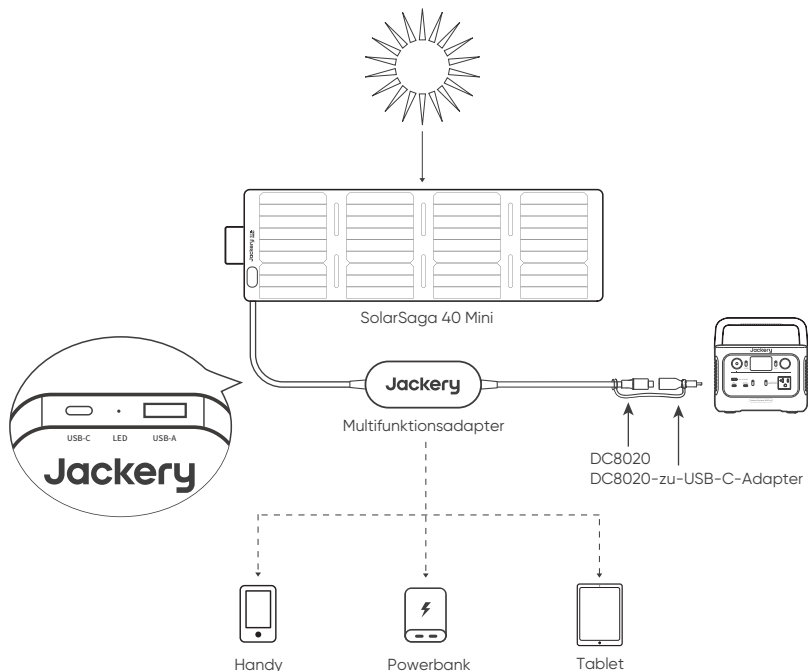 Jackery
SolarSaga 40 Mini
Jackery
Jackery
Multifunktionsadapter
USB-C
LED
USB-A
Jackery
DC8020
DC8020-zu-USB-C-Adapter
Handy
Powerbank
Tablet